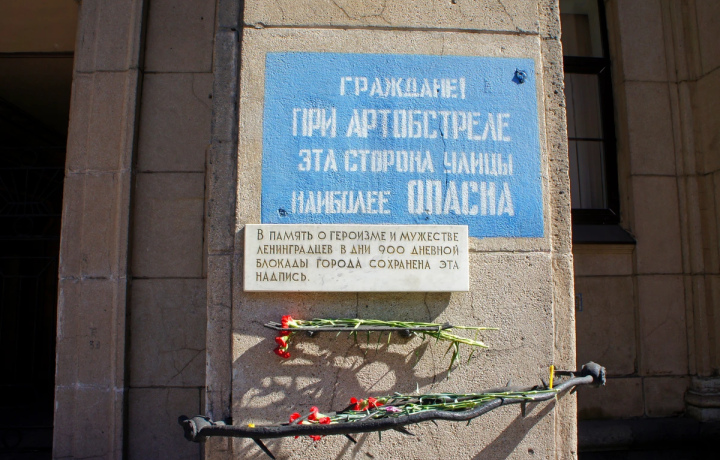 ГРАЖДАНЕ!
ПРИ АРТОБСТРЕЛЕ
ЭТА СТОРОНА УЛИЦЫ
НАИБОЛЕЕ ОПАСНА
В ПАМЯТЬ О ГЕРОИЗМЕ И МУЖЕСТВЕ
ЛЕНИНГРАДЦЕВ В ДНИ 900 ДНЕВНОЙ
БЛОКАДЫ ГОРОДА СОХРАНЕНА ЭТА
НАДПИСЬ.